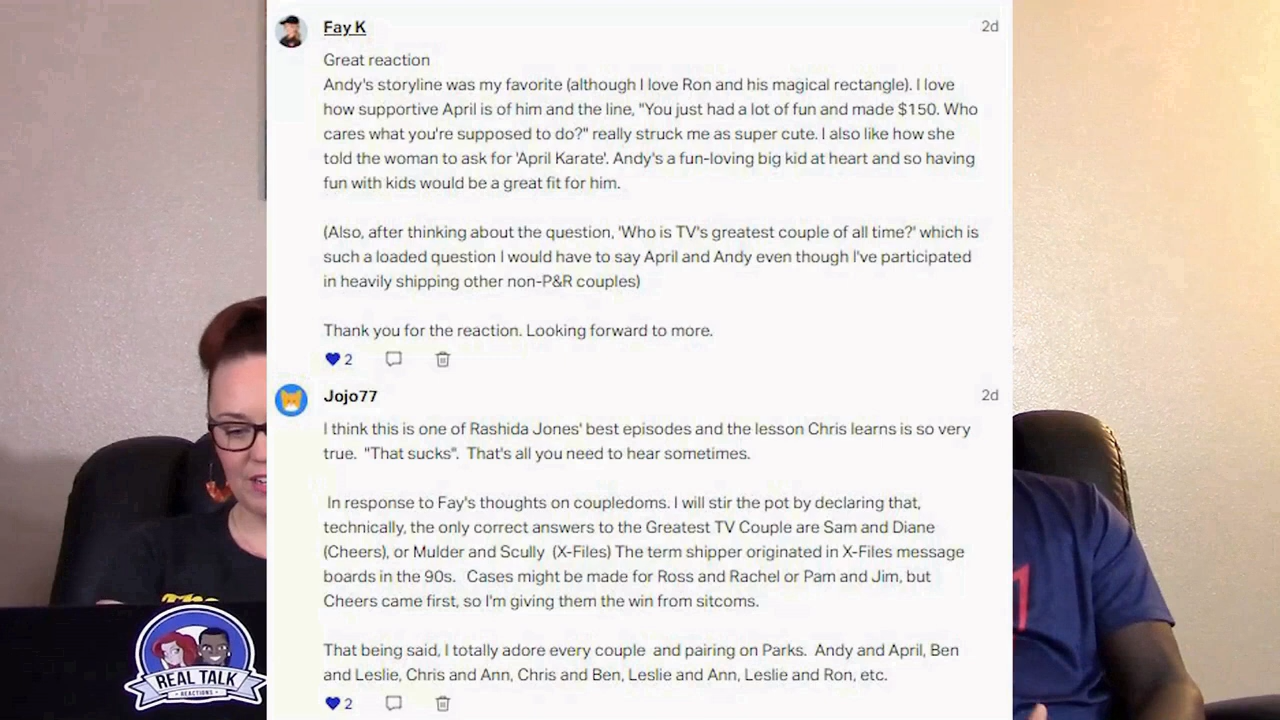 Fay K
2d
Great reaction
Andy's storyline was my favorite (although I love Ron and his magical rectangle). I love
how supportive April is of him and the line, "You just had a lot of fun and made $150. Who
cares what you're supposed to do?" really struck me as super cute. I also like how she
told the woman to ask for 'April Karate'. Andy's a fun-loving big kid at heart and so having
fun with kids would be a great fit for him.
(Also, after thinking about the question, 'Who is TV's greatest couple of all time?' which is
such a loaded question I would have to say April and Andy even though I've participated
in heavily shipping other non-P&R couples)
Thank you for the reaction. Looking forward to more.
2
Jojo77
2d
I think this is one of Rashida Jones' best episodes and the lesson Chris learns is so very
true. "That sucks". That's all you need to hear sometimes.
In response to Fay's thoughts on coupledoms. I will stir the pot by declaring that,
technically, the only correct answers to the Greatest TV Couple are Sam and Diane
(Cheers), or Mulder and Scully (X-Files) The term shipper originated in X-Files message
boards in the 90s. Cases might be made for Ross and Rachel or Pam and Jim, but
Cheers came first, so I'm giving them the win from sitcoms.
That being said, I totally adore every couple and pairing on Parks. Andy and April, Ben
and Leslie, Chris and Ann, Chris and Ben, Leslie and Ann, Leslie and Ron, etc.
2
REAL TALK
REACTIONS